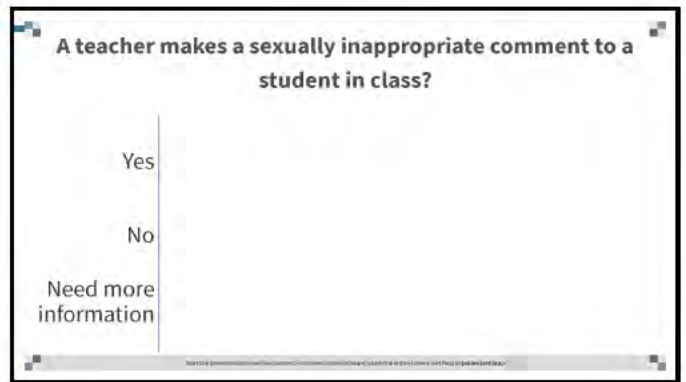 A teacher makes a sexually inappropriate comment to a
student in class?
Yes
No
Need more
information